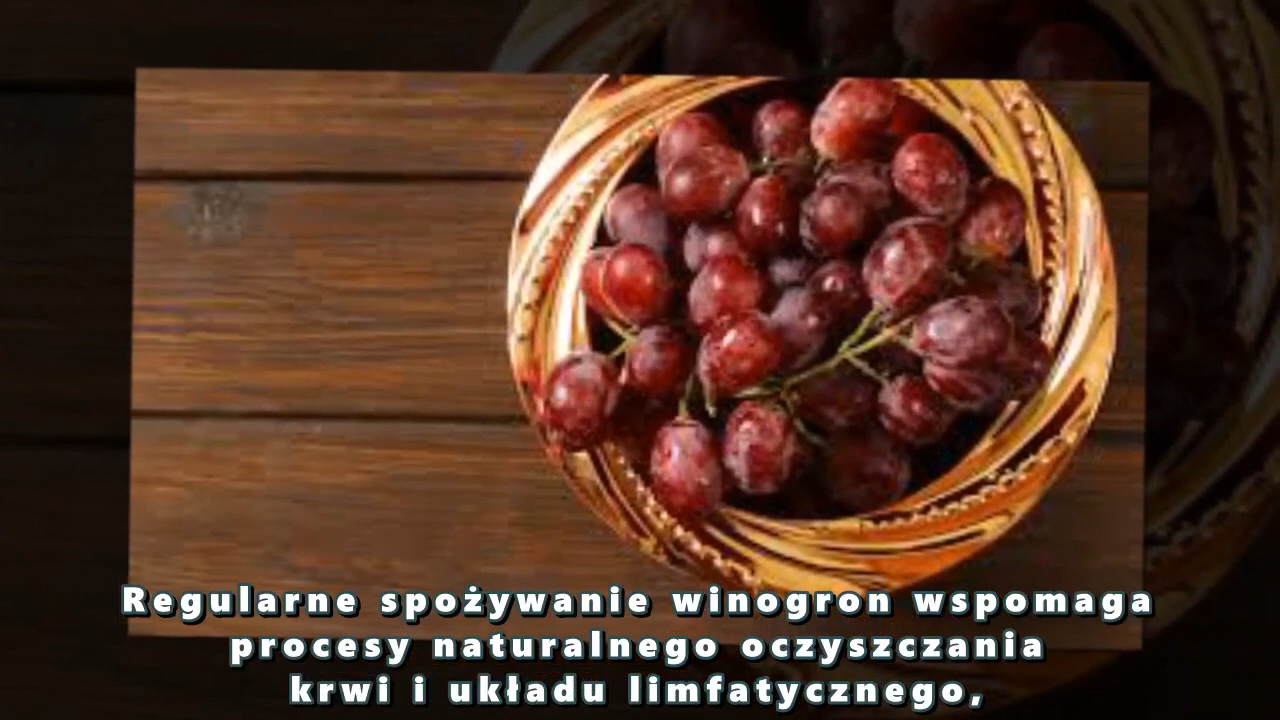 Regularne spożywanie winogron wspomaga
procesy naturalnego oczyszczania
krwi i układu limfatycznego,